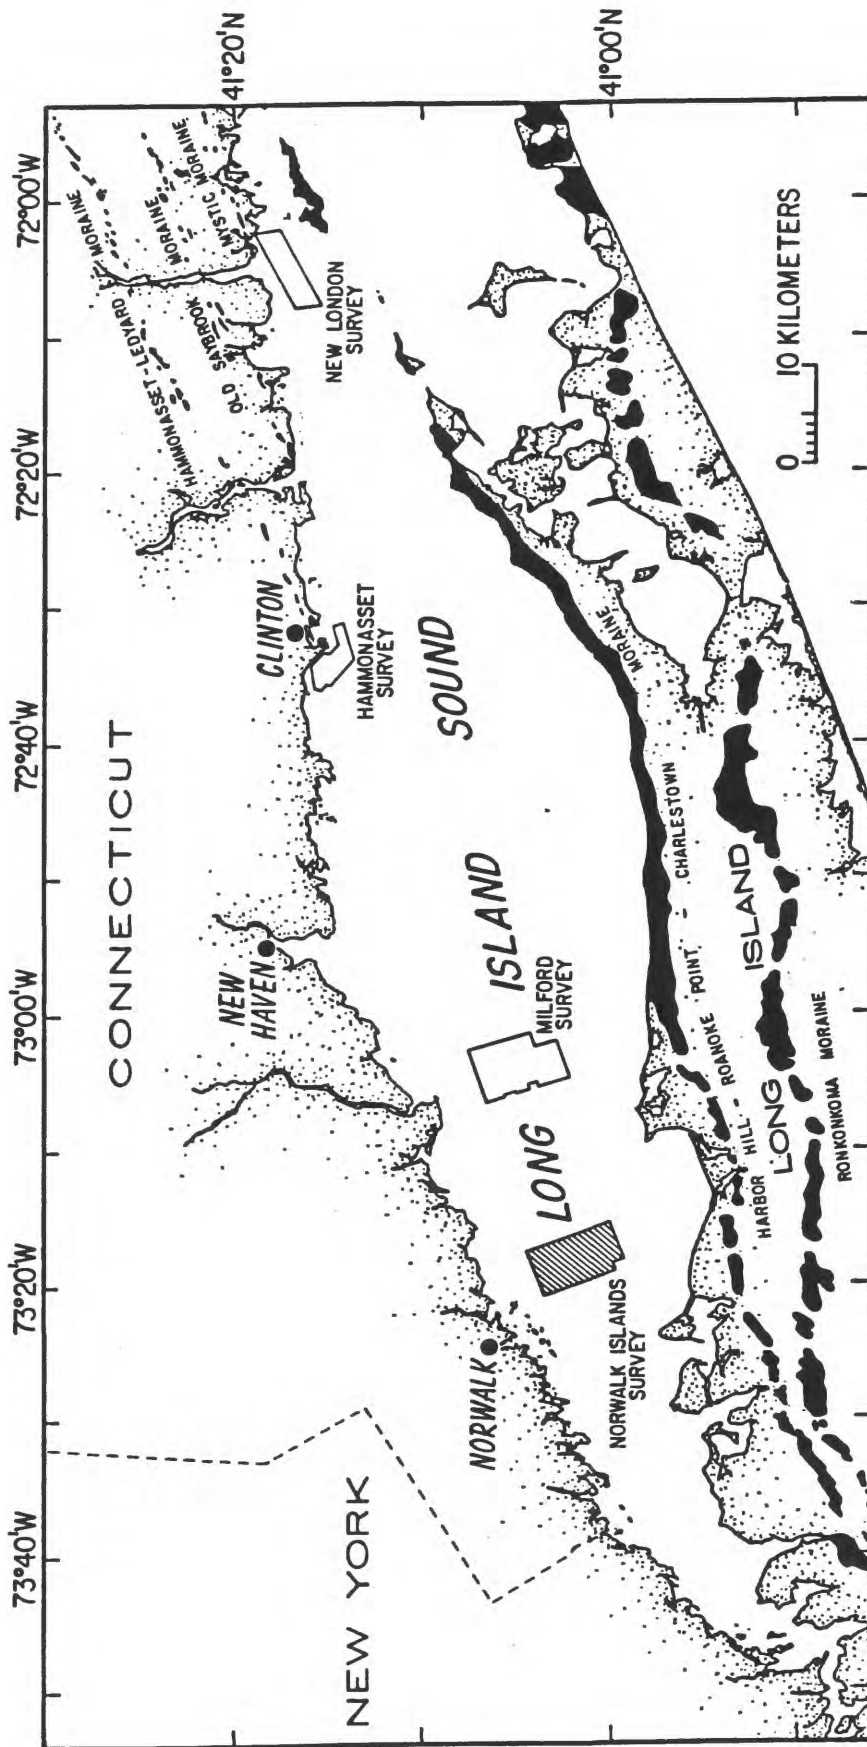 73°40'W
73°20'W
73°00'W
72°40'W
72°20'W
72°00'W
41°20'N
41°00'N
CONNECTICUT
NEW YORK
NEW
HAVEN
CLINTON
NORWALK
HAMMONASSET-LEDYARD MORAINE
OLD SAYBROOK MORAINE
MYSTIC MORAINE
NEW LONDON
SURVEY
HAMMONASSET
SURVEY
LONG ISLAND SOUND
MILFORD
SURVEY
NORWALK ISLANDS
SURVEY
HARBOR HILL - ROANOKE POINT - CHARLESTOWN MORAINE
LONG ISLAND
RONKONKOMA MORAINE
0 10 KILOMETERS